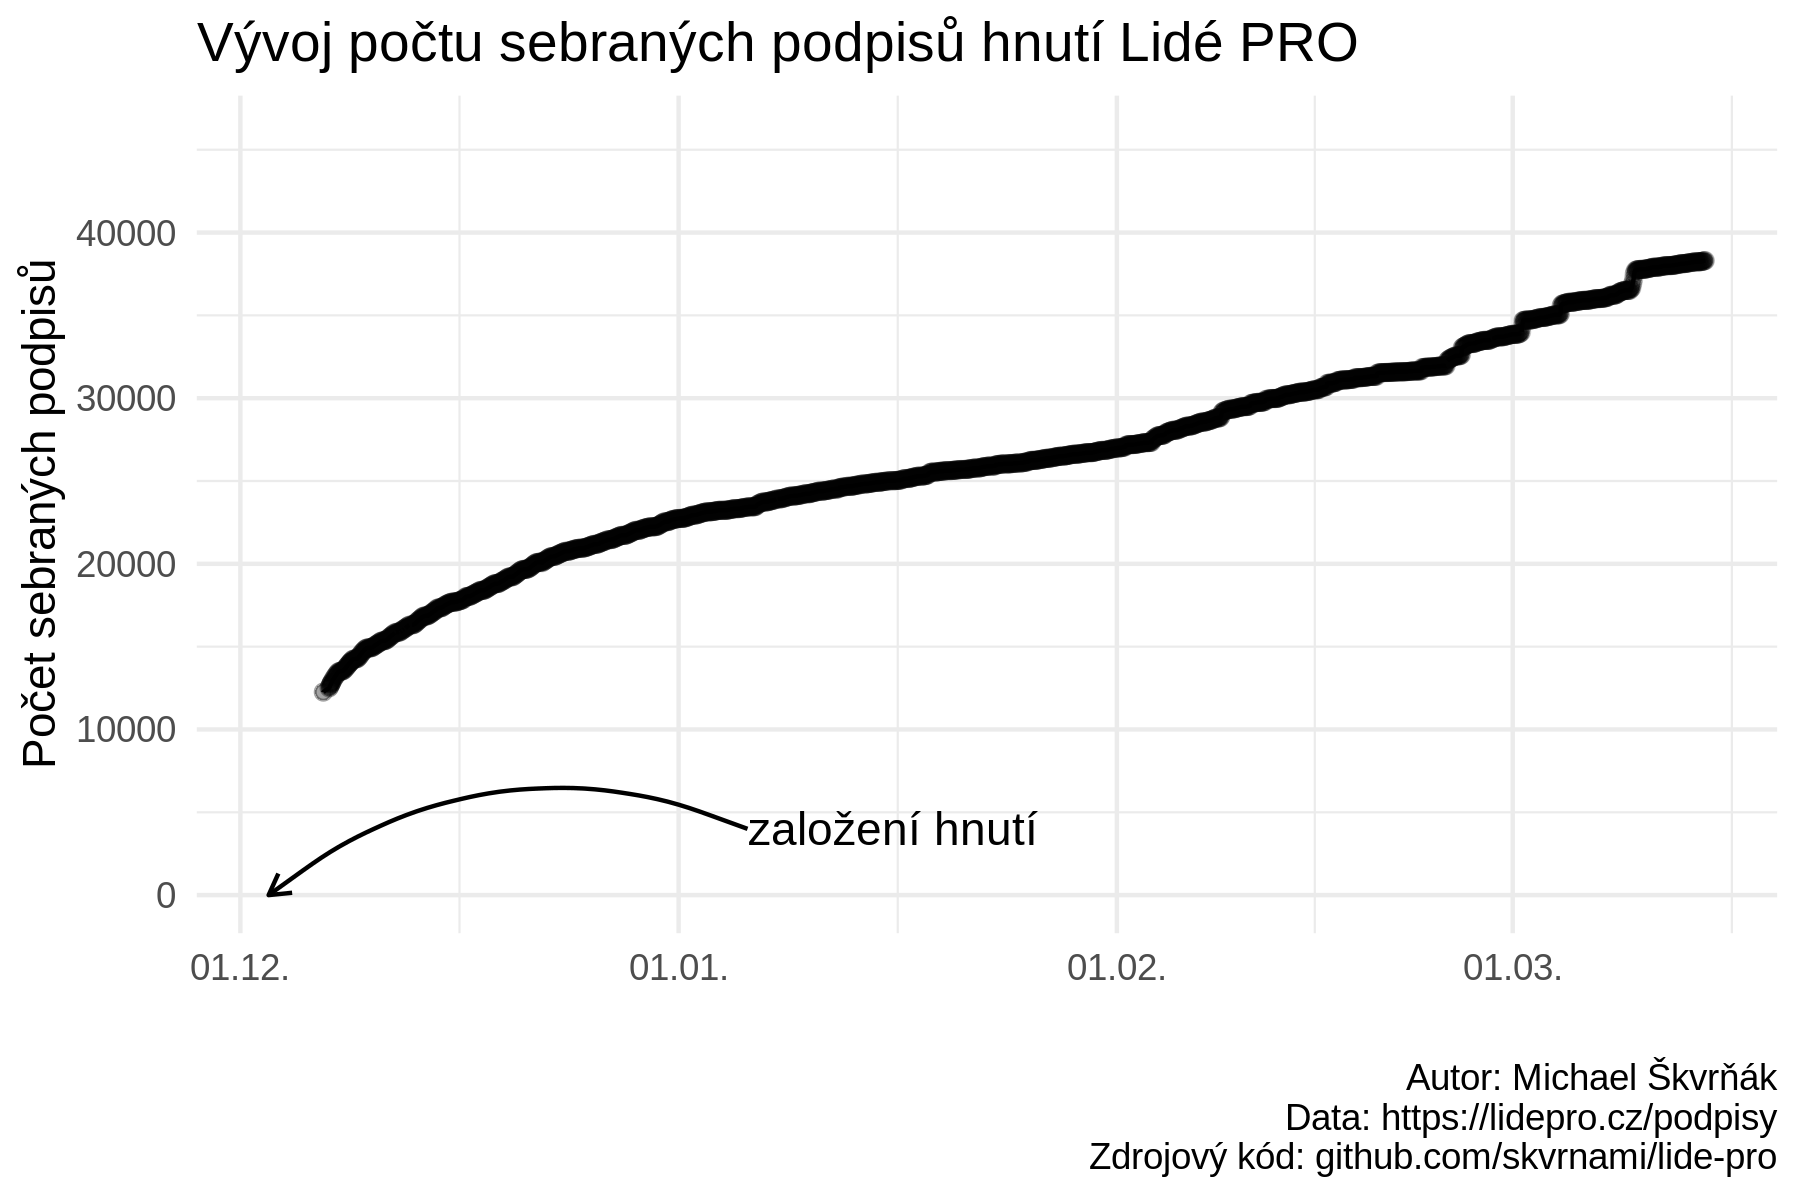 Vývoj počtu sebraných podpisů hnutí Lidé PRO
Počet sebraných podpisů
40000
30000
20000
10000
0
založení hnutí
01.12.
01.01.
01.02.
01.03.
Autor: Michael Škvrňák
Data: https://lidepro.cz/podpisy
Zdrojový kód: github.com/skvrnami/lide-pro